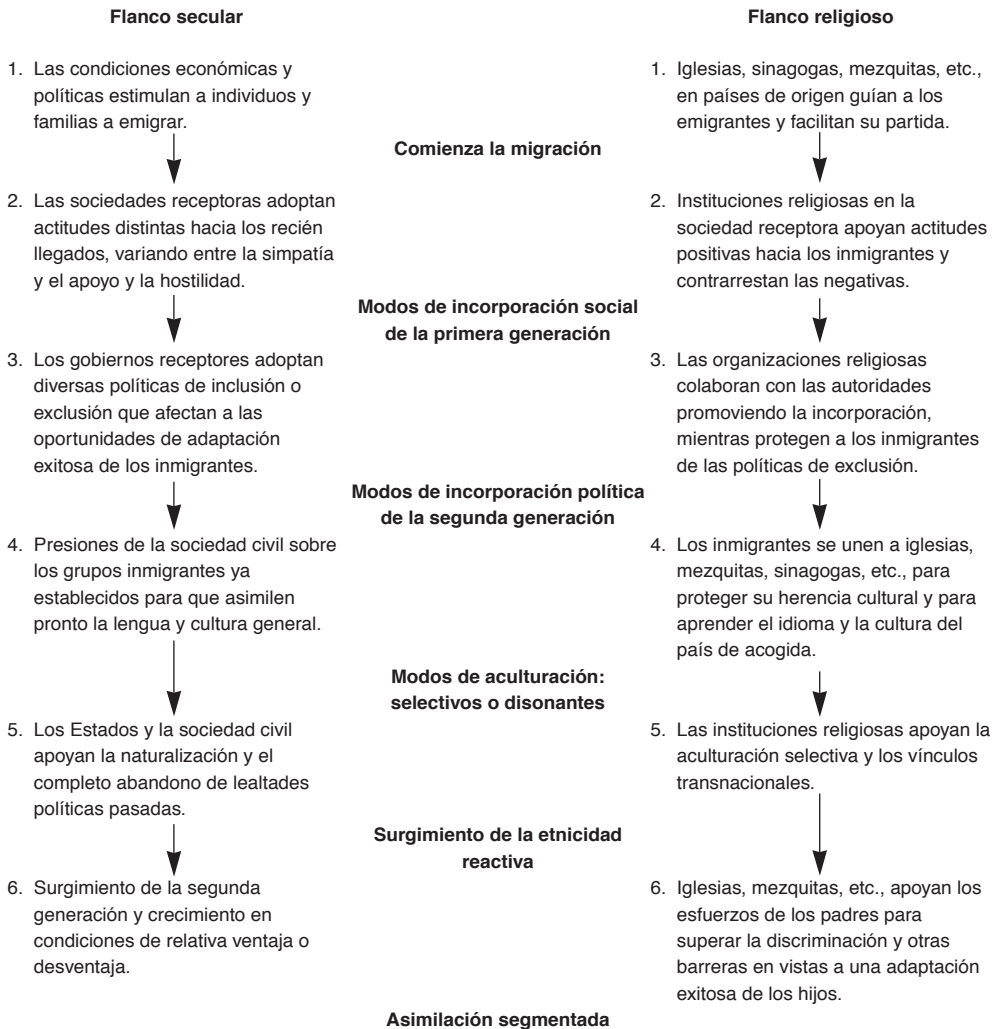 Flanco secular
Flanco religioso
1. Las condiciones económicas y
políticas estimulan a individuos y
familias a emigrar.
1. Iglesias, sinagogas, mezquitas, etc.,
en países de origen guían a los
emigrantes y facilitan su partida.
Comienza la migración
2. Las sociedades receptoras adoptan
actitudes distintas hacia los recién
llegados, variando entre la simpatía
y el apoyo y la hostilidad.
2. Instituciones religiosas en la
sociedad receptora apoyan actitudes
positivas hacia los inmigrantes y
contrarrestan las negativas.
Modos de incorporación social
de la primera generación
3. Los gobiernos receptores adoptan
diversas políticas de inclusión o
exclusión que afectan a las
oportunidades de adaptación
exitosa de los inmigrantes.
3. Las organizaciones religiosas
colaboran con las autoridades
promoviendo la incorporación,
mientras protegen a los inmigrantes
de las políticas de exclusión.
Modos de incorporación política
de la segunda generación
4. Presiones de la sociedad civil sobre
los grupos inmigrantes ya
establecidos para que asimilen
pronto la lengua y cultura general.
4. Los inmigrantes se unen a iglesias,
mezquitas, sinagogas, etc., para
proteger su herencia cultural y para
aprender el idioma y la cultura del
país de acogida.
Modos de aculturación:
selectivos o disonantes
5. Los Estados y la sociedad civil
apoyan la naturalización y el
completo abandono de lealtades
políticas pasadas.
5. Las instituciones religiosas apoyan la
aculturación selectiva y los vínculos
transnacionales.
Surgimiento de la etnicidad
reactiva
6. Surgimiento de la segunda
generación y crecimiento en
condiciones de relativa ventaja o
desventaja.
6. Iglesias, mezquitas, etc., apoyan los
esfuerzos de los padres para
superar la discriminación y otras
barreras en vistas a una adaptación
exitosa de los hijos.
Asimilación segmentada